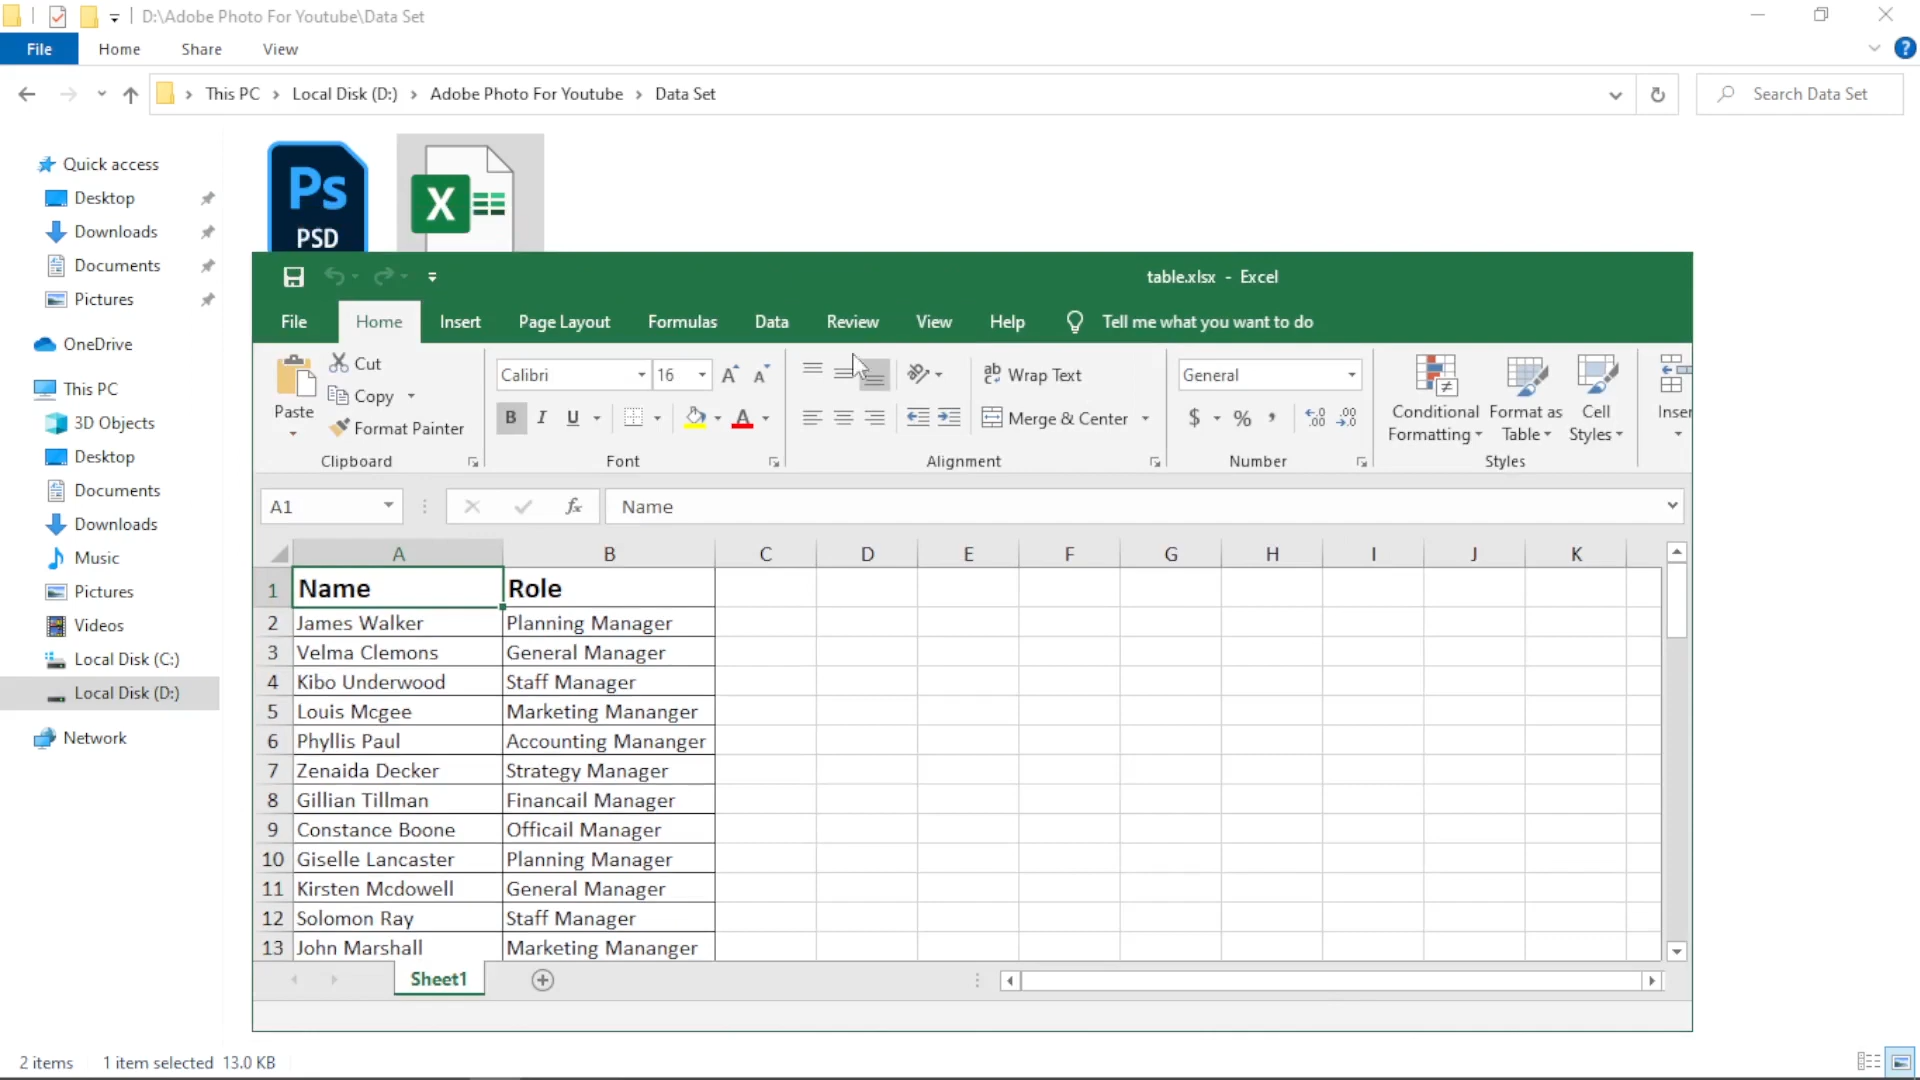 D:\Adobe Photo For Youtube\Data Set
File Home Share View
?
This PC > Local Disk (D:) > Adobe Photo For Youtube > Data Set
Search Data Set
Quick access
Desktop
Downloads
Documents
Pictures
OneDrive
This PC
3D Objects
Desktop
Documents
Downloads
Music
Pictures
Videos
Local Disk (C:)
Local Disk (D:)
Network
Ps
PSD
X
table.xlsx - Excel
File Home Insert Page Layout Formulas Data Review View Help Tell me what you want to do
Paste
Cut
Copy
Format Painter
Clipboard
Calibri 16 A A
B I U A
Font
ab Wrap Text
Merge & Center
Alignment
General
$ % ,
Number
Conditional Formatting
Format as Table
Cell Styles
Styles
Inser
A1 fx Name
A B C D E F G H I J K
1 Name Role
2 James Walker Planning Manager
3 Velma Clemons General Manager
4 Kibo Underwood Staff Manager
5 Louis Mcgee Marketing Mananger
6 Phyllis Paul Accounting Mananger
7 Zenaida Decker Strategy Manager
8 Gillian Tillman Financail Manager
9 Constance Boone Officail Manager
10 Giselle Lancaster Planning Manager
11 Kirsten Mcdowell General Manager
12 Solomon Ray Staff Manager
13 John Marshall Marketing Mananger
Sheet1
2 items 1 item selected 13.0 KB